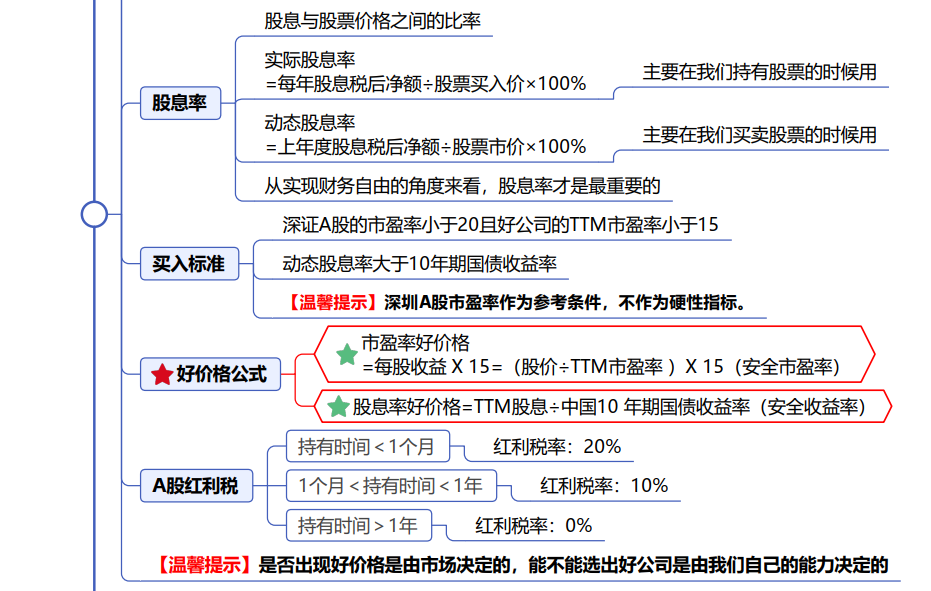 股息率
股息与股票价格之间的比率
实际股息率
=每年股息税后净额÷股票买入价×100%
主要在我们持有股票的时候用
动态股息率
=上年度股息税后净额÷股票市价×100%
主要在我们买卖股票的时候用
从实现财务自由的角度来看，股息率才是最重要的
买入标准
深证A股的市盈率小于20且好公司的TTM市盈率小于15
动态股息率大于10年期国债收益率
【温馨提示】深圳A股市盈率作为参考条件，不作为硬性指标。
好价格公式
市盈率好价格
=每股收益 X 15=（股价÷TTM市盈率 ）X 15（安全市盈率）
股息率好价格=TTM股息÷中国10 年期国债收益率（安全收益率）
A股红利税
持有时间＜1个月
红利税率：20%
1个月＜持有时间＜1年
红利税率：10%
持有时间＞1年
红利税率：0%
【温馨提示】是否出现好价格是由市场决定的，能不能选出好公司是由我们自己的能力决定的